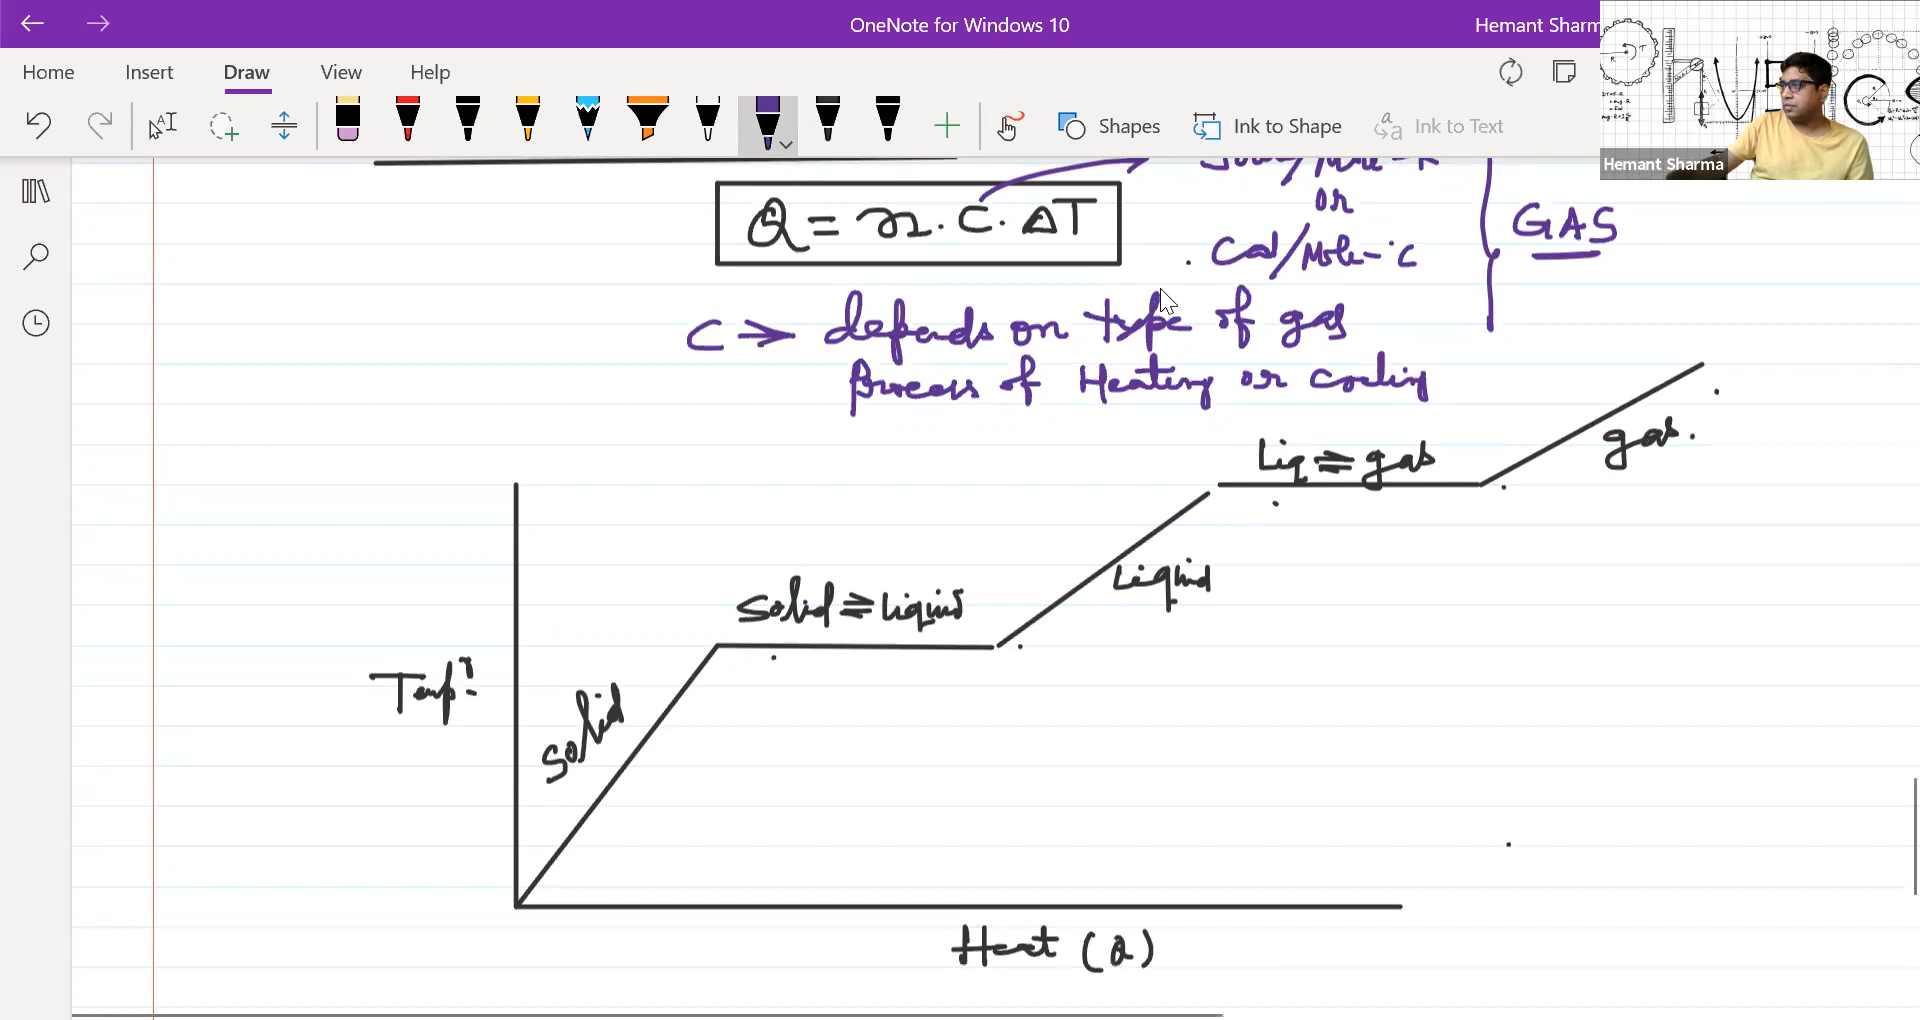 OneNote for Windows 10
Hemant Sharm
Home Insert Draw View Help
Shapes Ink to Shape Ink to Text
Hemant Sharma
Q = n . C . ΔT
or
Cal/Mole-°C
GAS
C → depends on type of gas
Process of Heating or cooling
Liq ⇌ gas
gas.
Solid ⇌ Liquid
Liquid
Tempr
Solid
Heat (Q)